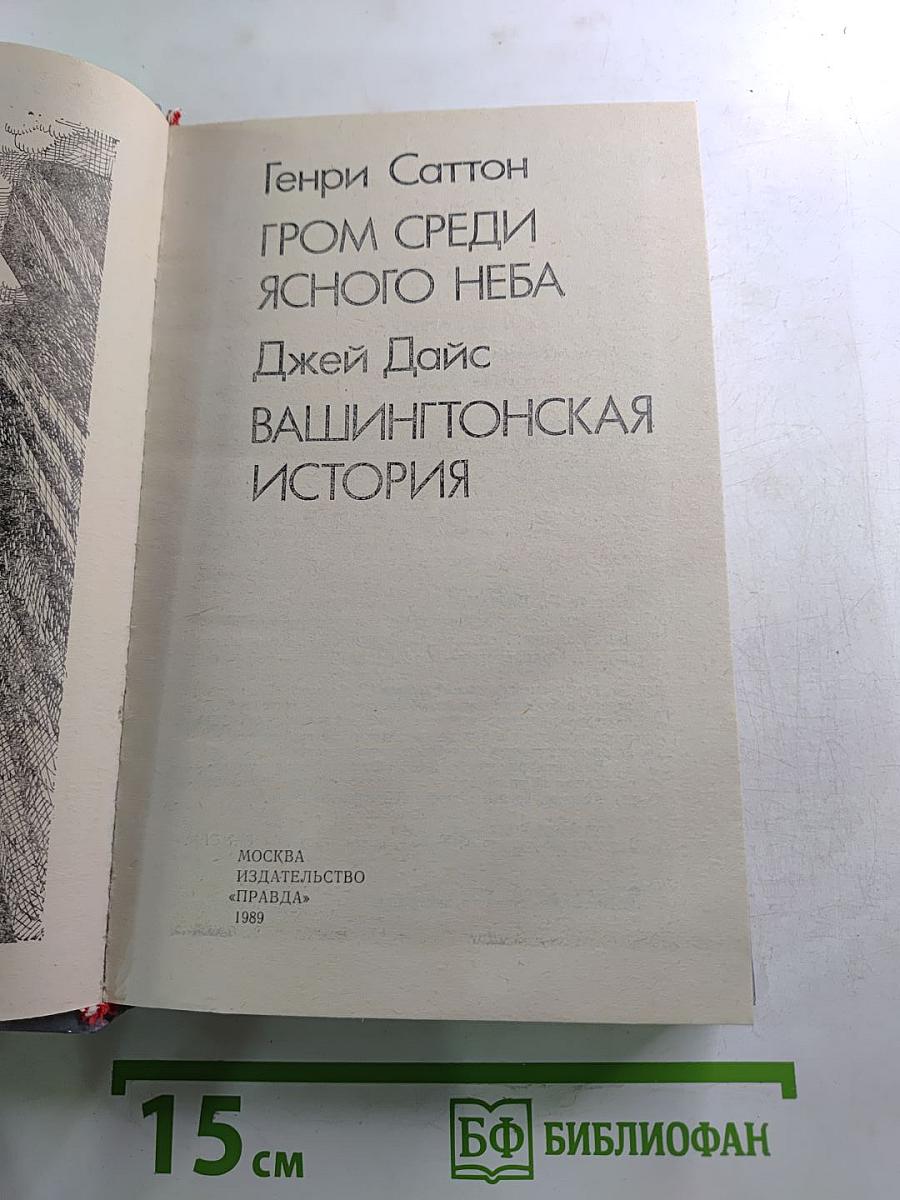 Генри Саттон
ГРОМ СРЕДИ
ЯСНОГО НЕБА
Джей Дайс
ВАШИНГТОНСКАЯ
ИСТОРИЯ
МОСКВА
ИЗДАТЕЛЬСТВО
«ПРАВДА»
1989
15 см
БФ БИБЛИОФАН